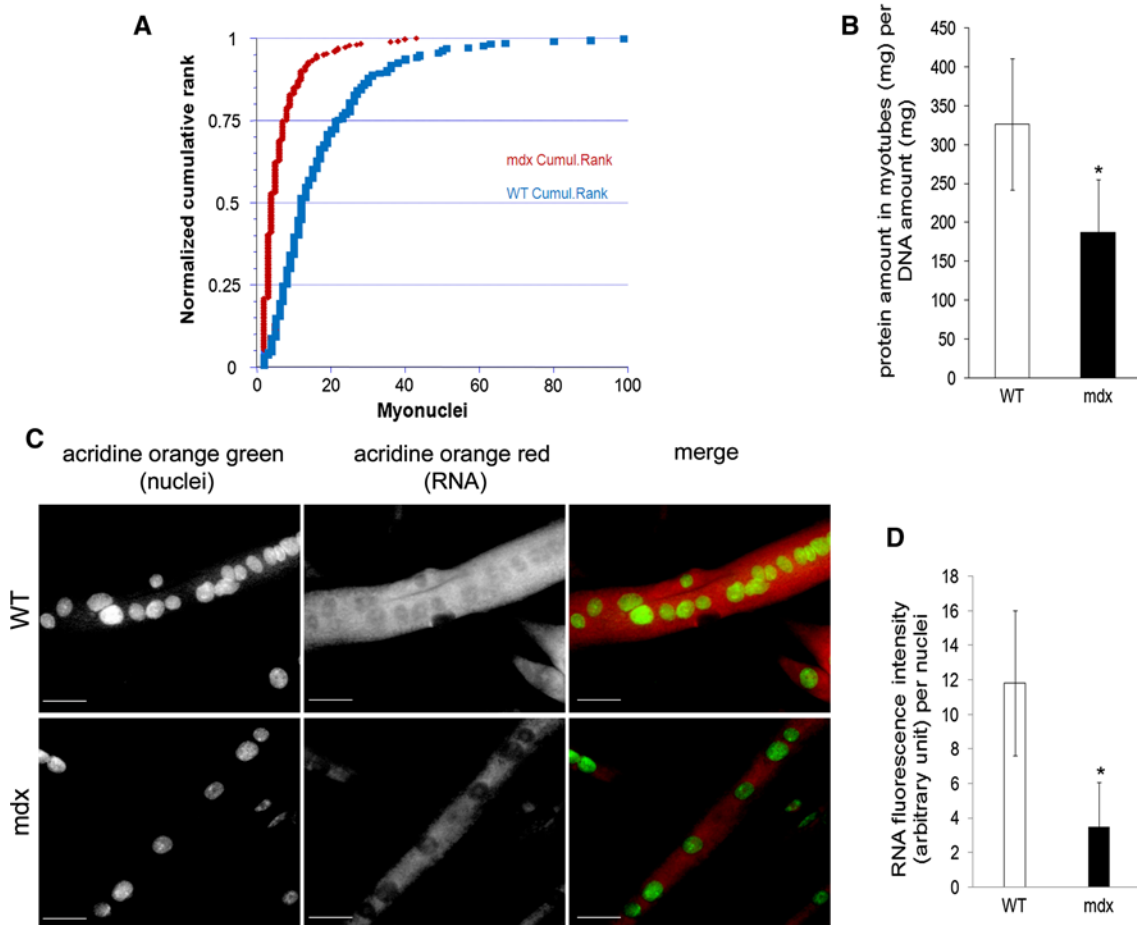 A
Normalized cumulative rank
1
0.75
0.5
0.25
0
0
20
40
60
80
100
Myonuclei
mdx Cumul.Rank
WT Cumul.Rank
B
protein amount in myotubes (mg) per
DNA amount (mg)
450
400
350
300
250
200
150
100
50
0
*
WT
mdx
C
acridine orange green
(nuclei)
acridine orange red
(RNA)
merge
WT
mdx
D
RNA fluorescence intensity
(arbitrary unit) per nuclei
18
16
14
12
10
8
6
4
2
0
*
WT
mdx